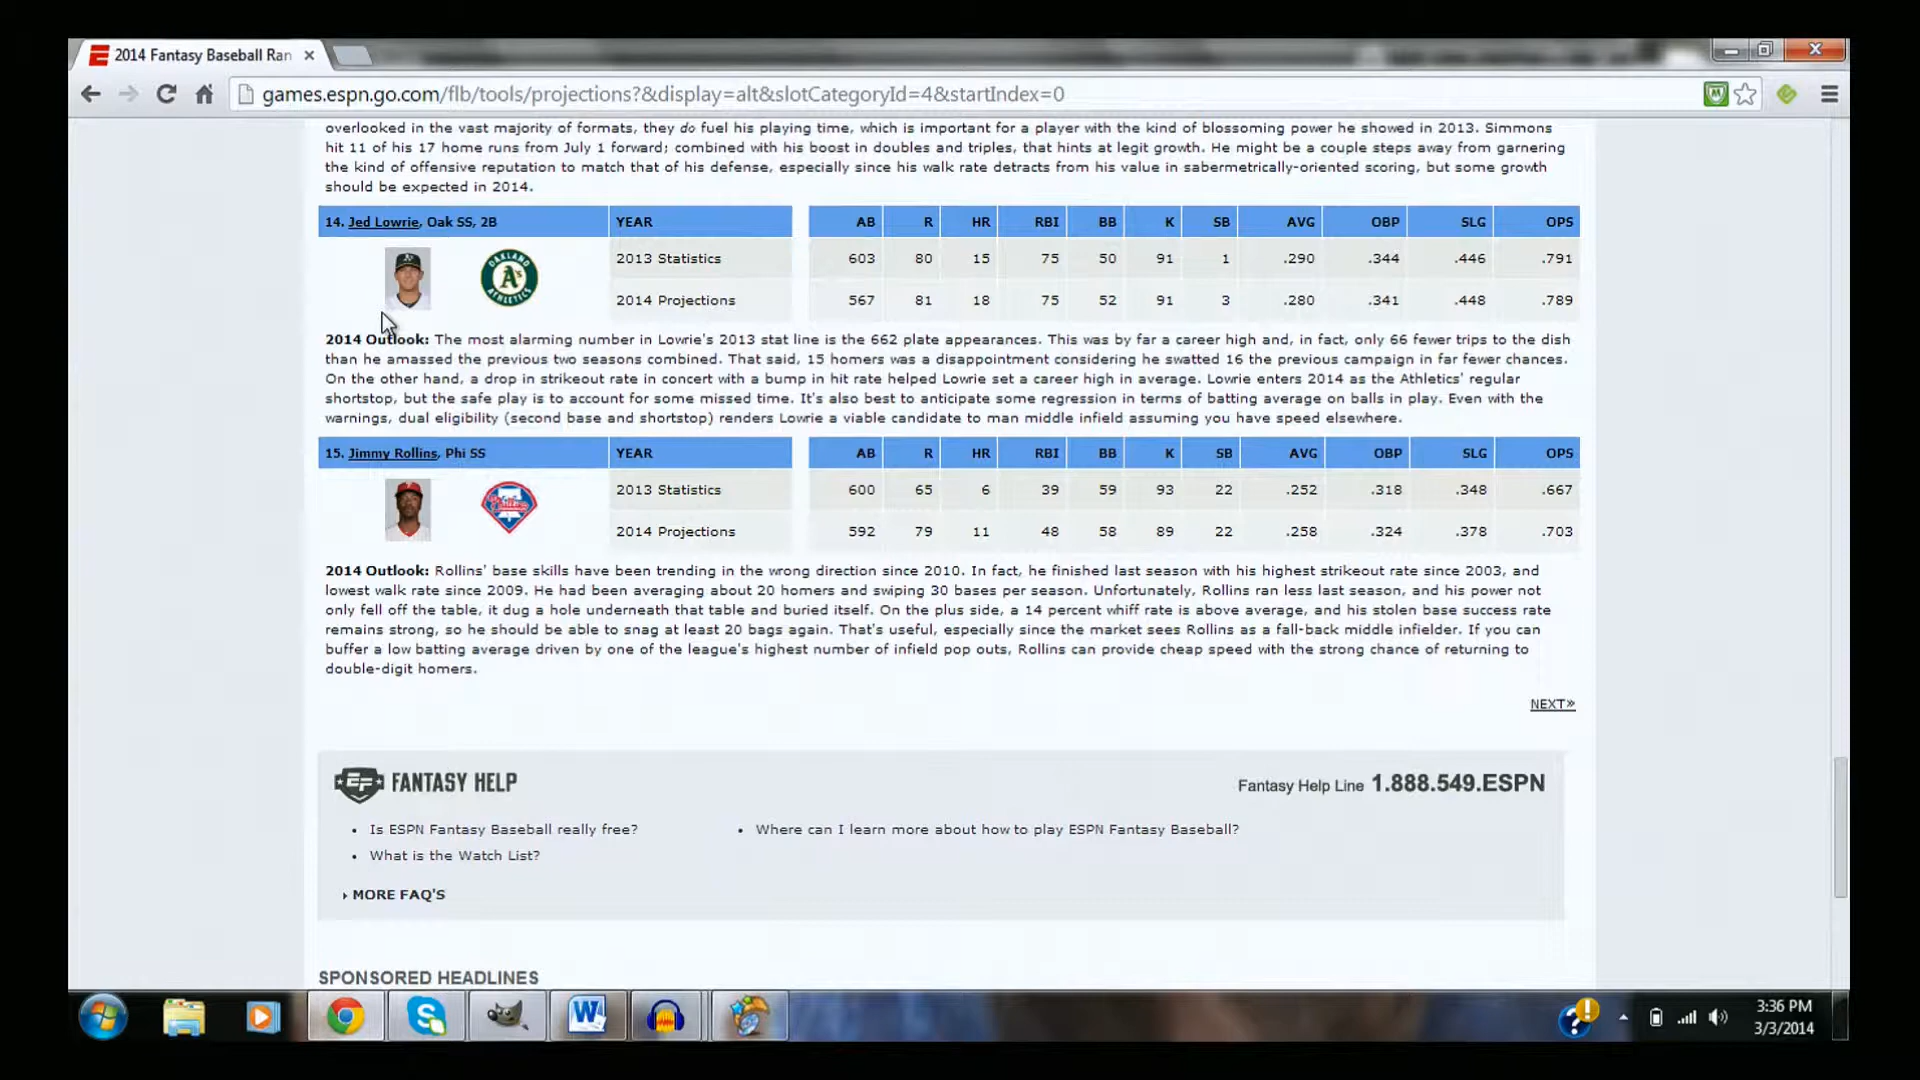 2014 Fantasy Baseball Ran
games.espn.go.com/flb/tools/projections?&display=alt&slotCategoryId=4&startIndex=0
overlooked in the vast majority of formats, they do fuel his playing time, which is important for a player with the kind of blossoming power he showed in 2013. Simmons
hit 11 of his 17 home runs from July 1 forward; combined with his boost in doubles and triples, that hints at legit growth. He might be a couple steps away from garnering
the kind of offensive reputation to match that of his defense, especially since his walk rate detracts from his value in sabermetrically-oriented scoring, but some growth
should be expected in 2014.
14. Jed Lowrie, Oak SS, 2B YEAR AB R HR RBI BB K SB AVG OBP SLG OPS
2013 Statistics 603 80 15 75 50 91 1 .290 .344 .446 .791
2014 Projections 567 81 18 75 52 91 3 .280 .341 .448 .789
2014 Outlook: The most alarming number in Lowrie's 2013 stat line is the 662 plate appearances. This was by far a career high and, in fact, only 66 fewer trips to the dish
than he amassed the previous two seasons combined. That said, 15 homers was a disappointment considering he swatted 16 the previous campaign in far fewer chances.
On the other hand, a drop in strikeout rate in concert with a bump in hit rate helped Lowrie set a career high in average. Lowrie enters 2014 as the Athletics' regular
shortstop, but the safe play is to account for some missed time. It's also best to anticipate some regression in terms of batting average on balls in play. Even with the
warnings, dual eligibility (second base and shortstop) renders Lowrie a viable candidate to man middle infield assuming you have speed elsewhere.
15. Jimmy Rollins, Phi SS YEAR AB R HR RBI BB K SB AVG OBP SLG OPS
2013 Statistics 600 65 6 39 59 93 22 .252 .318 .348 .667
2014 Projections 592 79 11 48 58 89 22 .258 .324 .378 .703
2014 Outlook: Rollins' base skills have been trending in the wrong direction since 2010. In fact, he finished last season with his highest strikeout rate since 2003, and
lowest walk rate since 2009. He had been averaging about 20 homers and swiping 30 bases per season. Unfortunately, Rollins ran less last season, and his power not
only fell off the table, it dug a hole underneath that table and buried itself. On the plus side, a 14 percent whiff rate is above average, and his stolen base success rate
remains strong, so he should be able to snag at least 20 bags again. That's useful, especially since the market sees Rollins as a fall-back middle infielder. If you can
buffer a low batting average driven by one of the league's highest number of infield pop outs, Rollins can provide cheap speed with the strong chance of returning to
double-digit homers.
NEXT»
FANTASY HELP
Fantasy Help Line 1.888.549.ESPN
• Is ESPN Fantasy Baseball really free?
• Where can I learn more about how to play ESPN Fantasy Baseball?
• What is the Watch List?
MORE FAQ'S
SPONSORED HEADLINES
3:36 PM
3/3/2014